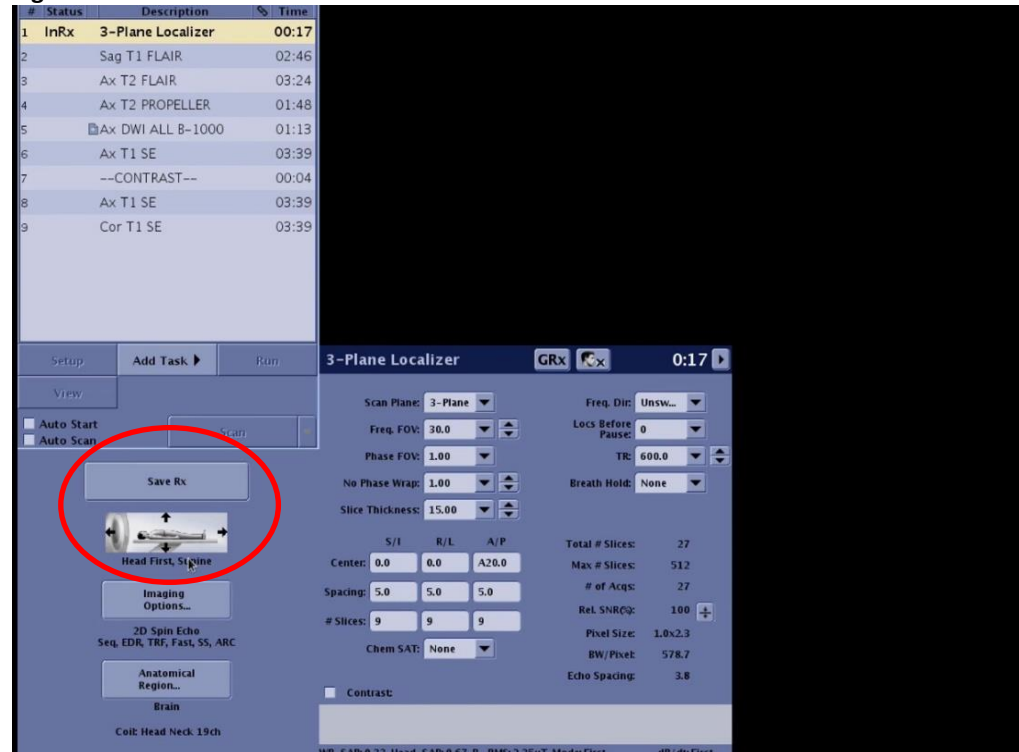 # Status Description Time
1 InRx 3-Plane Localizer 00:17
2 Sag T1 FLAIR 02:46
3 Ax T2 FLAIR 03:24
4 Ax T2 PROPELLER 01:48
5 Ax DWI ALL B-1000 01:13
6 Ax T1 SE 03:39
7 --CONTRAST-- 00:04
8 Ax T1 SE 03:39
9 Cor T1 SE 03:39
Setup Add Task Run
View
Auto Start
Auto Scan
Scan
Save Rx
Head First, Supine
Imaging
Options...
2D Spin Echo
Seq, EDR, TRF, Fast, SS, ARC
Anatomical
Region...
Brain
Coil: Head Neck 19ch
3-Plane Localizer GRx x 0:17
Scan Plane: 3-Plane Freq. Dir: Unsw...
Freq. FOV: 30.0 Locs Before
Pause: 0
Phase FOV: 1.00 TR: 600.0
No Phase Wrap: 1.00 Breath Hold: None
Slice Thickness: 15.00
S/I R/L A/P Total # Slices: 27
Center: 0.0 0.0 A20.0 Max # Slices: 512
Spacing: 5.0 5.0 5.0 # of Acqs: 27
# Slices: 9 9 9 Rel. SNR(%): 100
Chem SAT: None Pixel Size: 1.0x2.3
BW/Pixel: 578.7
Echo Spacing: 3.8
Contrast: